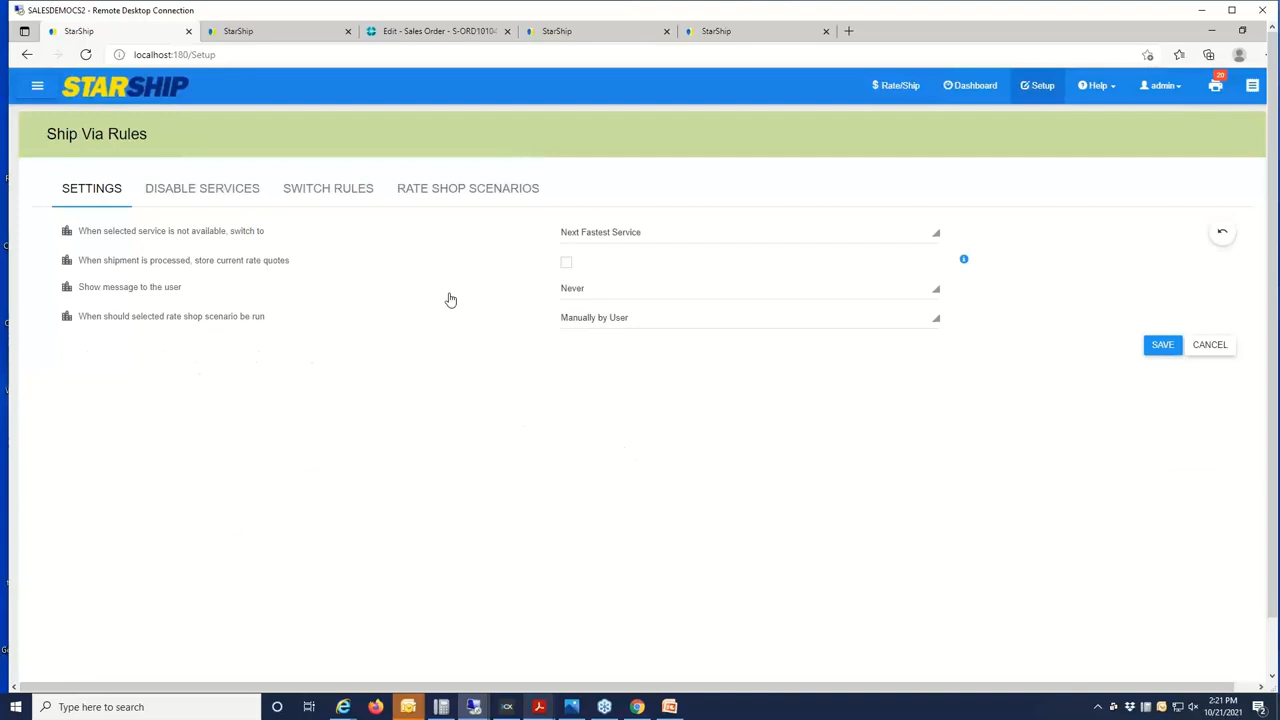 SALESDEMOCS2 - Remote Desktop Connection
StarShip
StarShip
Edit - Sales Order - S-ORD10104
StarShip
StarShip
localhost:180/Setup
STARSHIP
$ Rate/Ship
Dashboard
Setup
Help
admin
20
Ship Via Rules
SETTINGS
DISABLE SERVICES
SWITCH RULES
RATE SHOP SCENARIOS
When selected service is not available, switch to
Next Fastest Service
When shipment is processed, store current rate quotes
Show message to the user
Never
When should selected rate shop scenario be run
Manually by User
SAVE
CANCEL
Type here to search
2:21 PM
10/21/2021
2